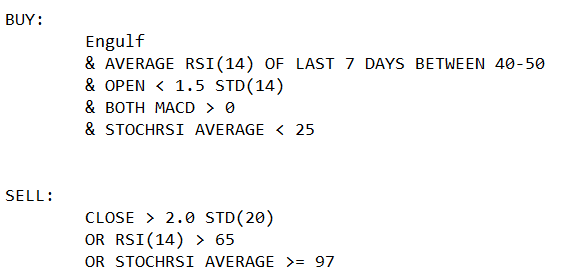 BUY:
Engulf
& AVERAGE RSI(14) OF LAST 7 DAYS BETWEEN 40-50
& OPEN < 1.5 STD(14)
& BOTH MACD > 0
& STOCHRSI AVERAGE < 25
SELL:
CLOSE > 2.0 STD(20)
OR RSI(14) > 65
OR STOCHRSI AVERAGE >= 97